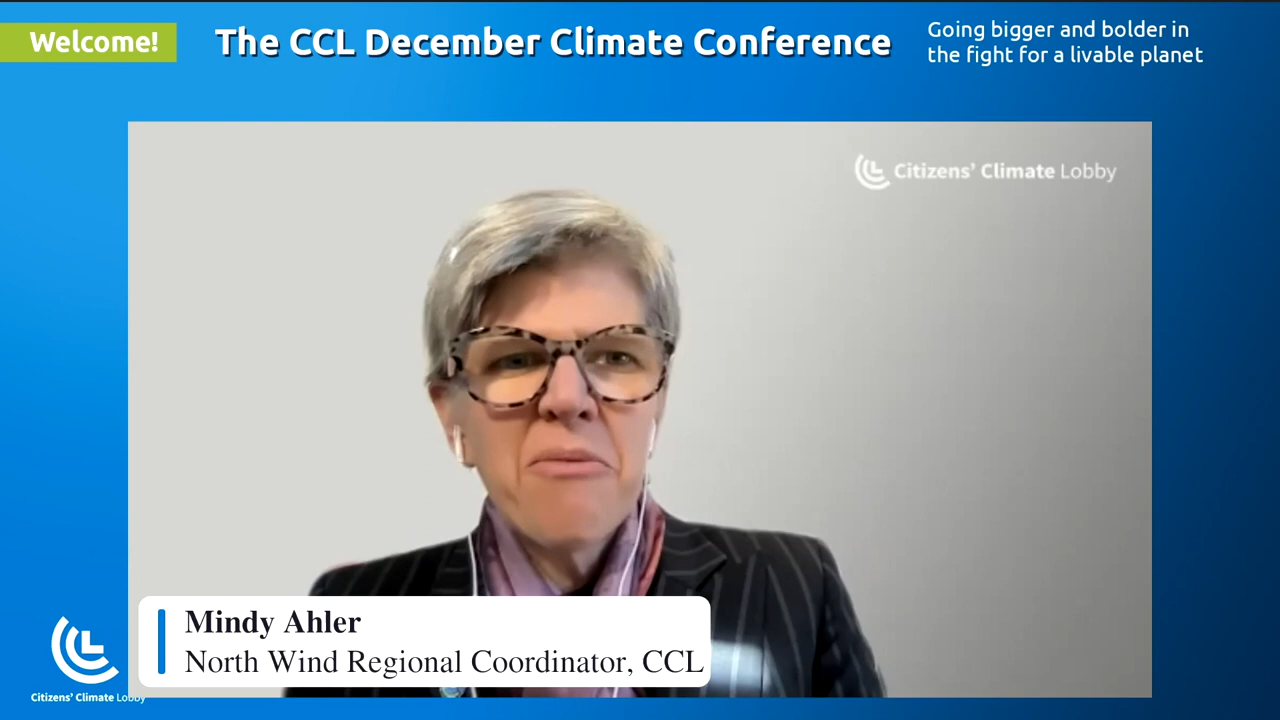 Welcome!
The CCL December Climate Conference
Going bigger and bolder in
the fight for a livable planet
Citizens' Climate Lobby
Mindy Ahler
North Wind Regional Coordinator, CCL
Citizens' Climate Lobby